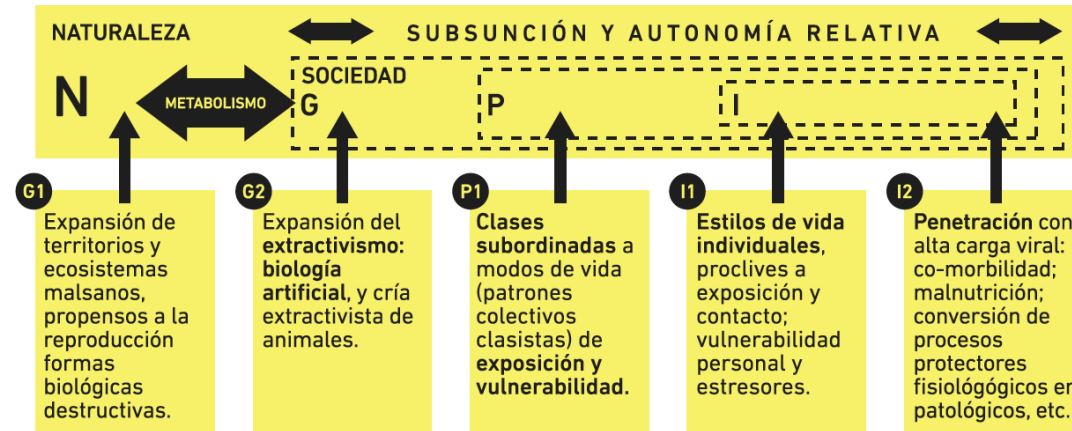 NATURALEZA
SUBSUNCIÓN Y AUTONOMÍA RELATIVA
N
METABOLISMO
SOCIEDAD
G
P
I
G1
Expansión de
territorios y
ecosistemas
malsanos,
propensos a la
reproducción
formas
biológicas
destructivas.
G2
Expansión del
extractivismo:
biología
artificial, y cría
extractivista de
animales.
P1
Clases
subordinadas a
modos de vida
(patrones
colectivos
clasistas) de
exposición y
vulnerabilidad.
I1
Estilos de vida
individuales,
proclives a
exposición y
contacto;
vulnerabilidad
personal y
estresores.
I2
Penetración con
alta carga viral:
co-morbilidad;
malnutrición;
conversión de
procesos
protectores
fisiológógicos en
patológicos, etc.